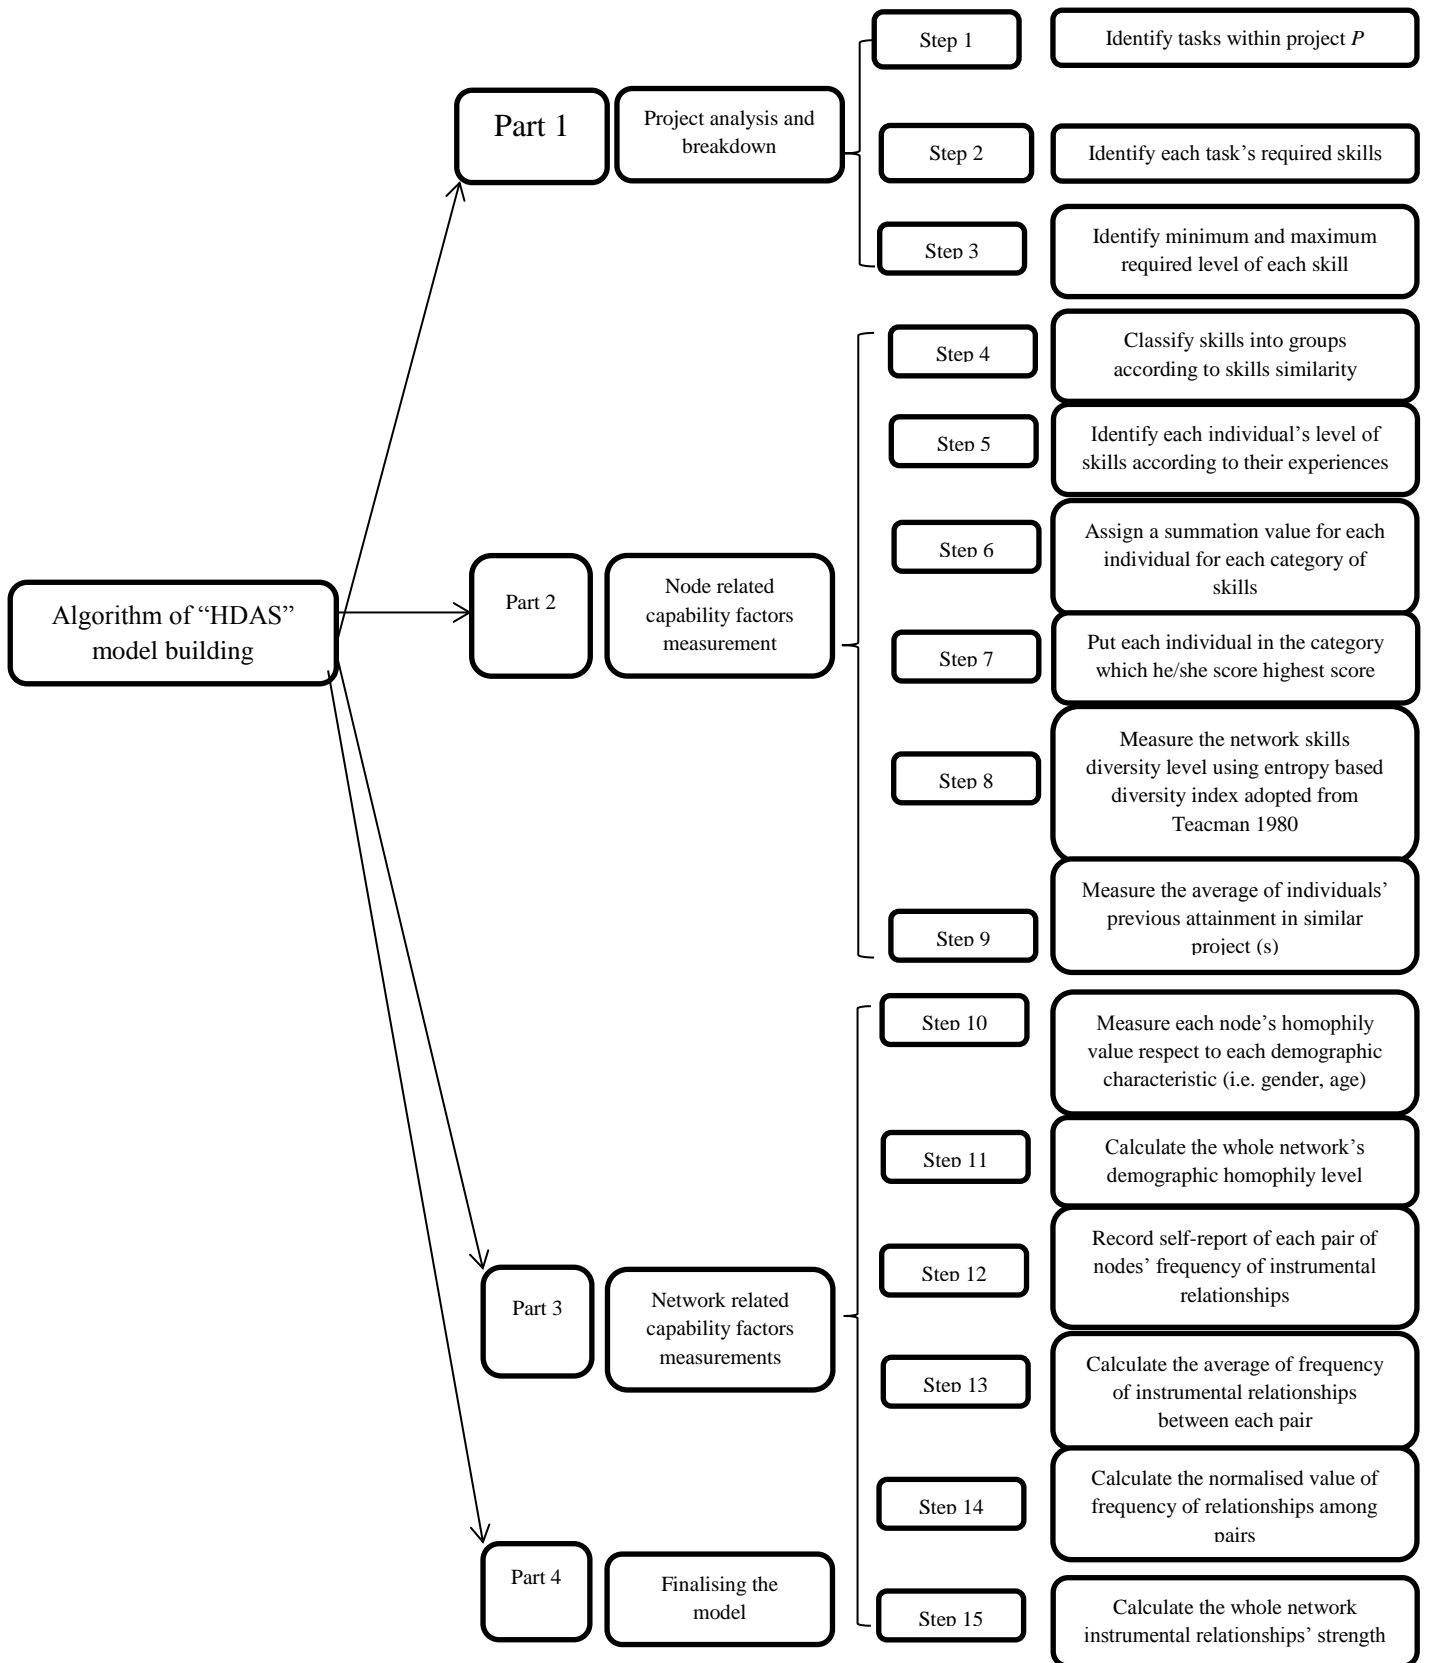 Algorithm of “HDAS”
model building
Part 1
Project analysis and
breakdown
Step 1
Identify tasks within project P
Step 2
Identify each task’s required skills
Step 3
Identify minimum and maximum
required level of each skill
Part 2
Node related
capability factors
measurement
Step 4
Classify skills into groups
according to skills similarity
Step 5
Identify each individual’s level of
skills according to their experiences
Step 6
Assign a summation value for each
individual for each category of
skills
Step 7
Put each individual in the category
which he/she score highest score
Step 8
Measure the network skills
diversity level using entropy based
diversity index adopted from
Teacman 1980
Step 9
Measure the average of individuals’
previous attainment in similar
project (s)
Part 3
Network related
capability factors
measurements
Step 10
Measure each node’s homophily
value respect to each demographic
characteristic (i.e. gender, age)
Step 11
Calculate the whole network’s
demographic homophily level
Step 12
Record self-report of each pair of
nodes’ frequency of instrumental
relationships
Step 13
Calculate the average of frequency
of instrumental relationships
between each pair
Step 14
Calculate the normalised value of
frequency of relationships among
pairs
Step 15
Calculate the whole network
instrumental relationships’ strength
Part 4
Finalising the
model